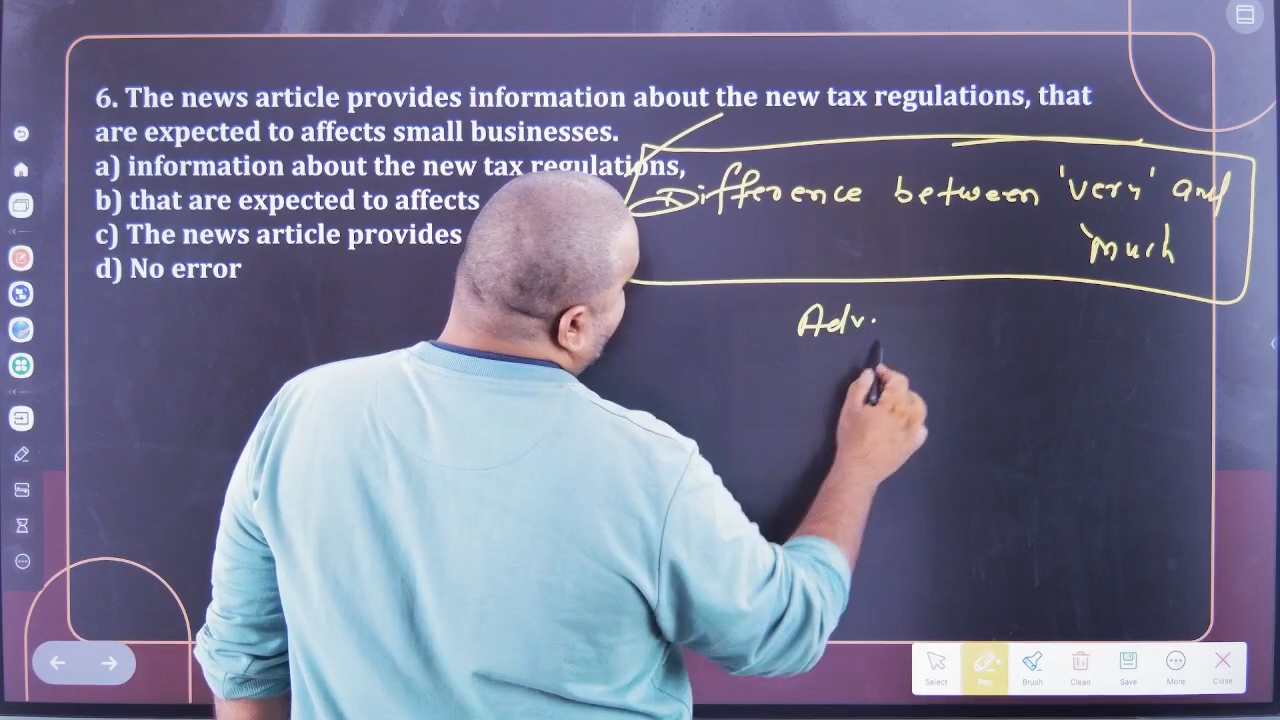 6. The news article provides information about the new tax regulations, that
are expected to affects small businesses.
a) information about the new tax regulations,
b) that are expected to affects
c) The news article provides
d) No error
Difference between 'very' and
'much
Adv.
Select
Pen
Brush
Clean
Save
More
Close